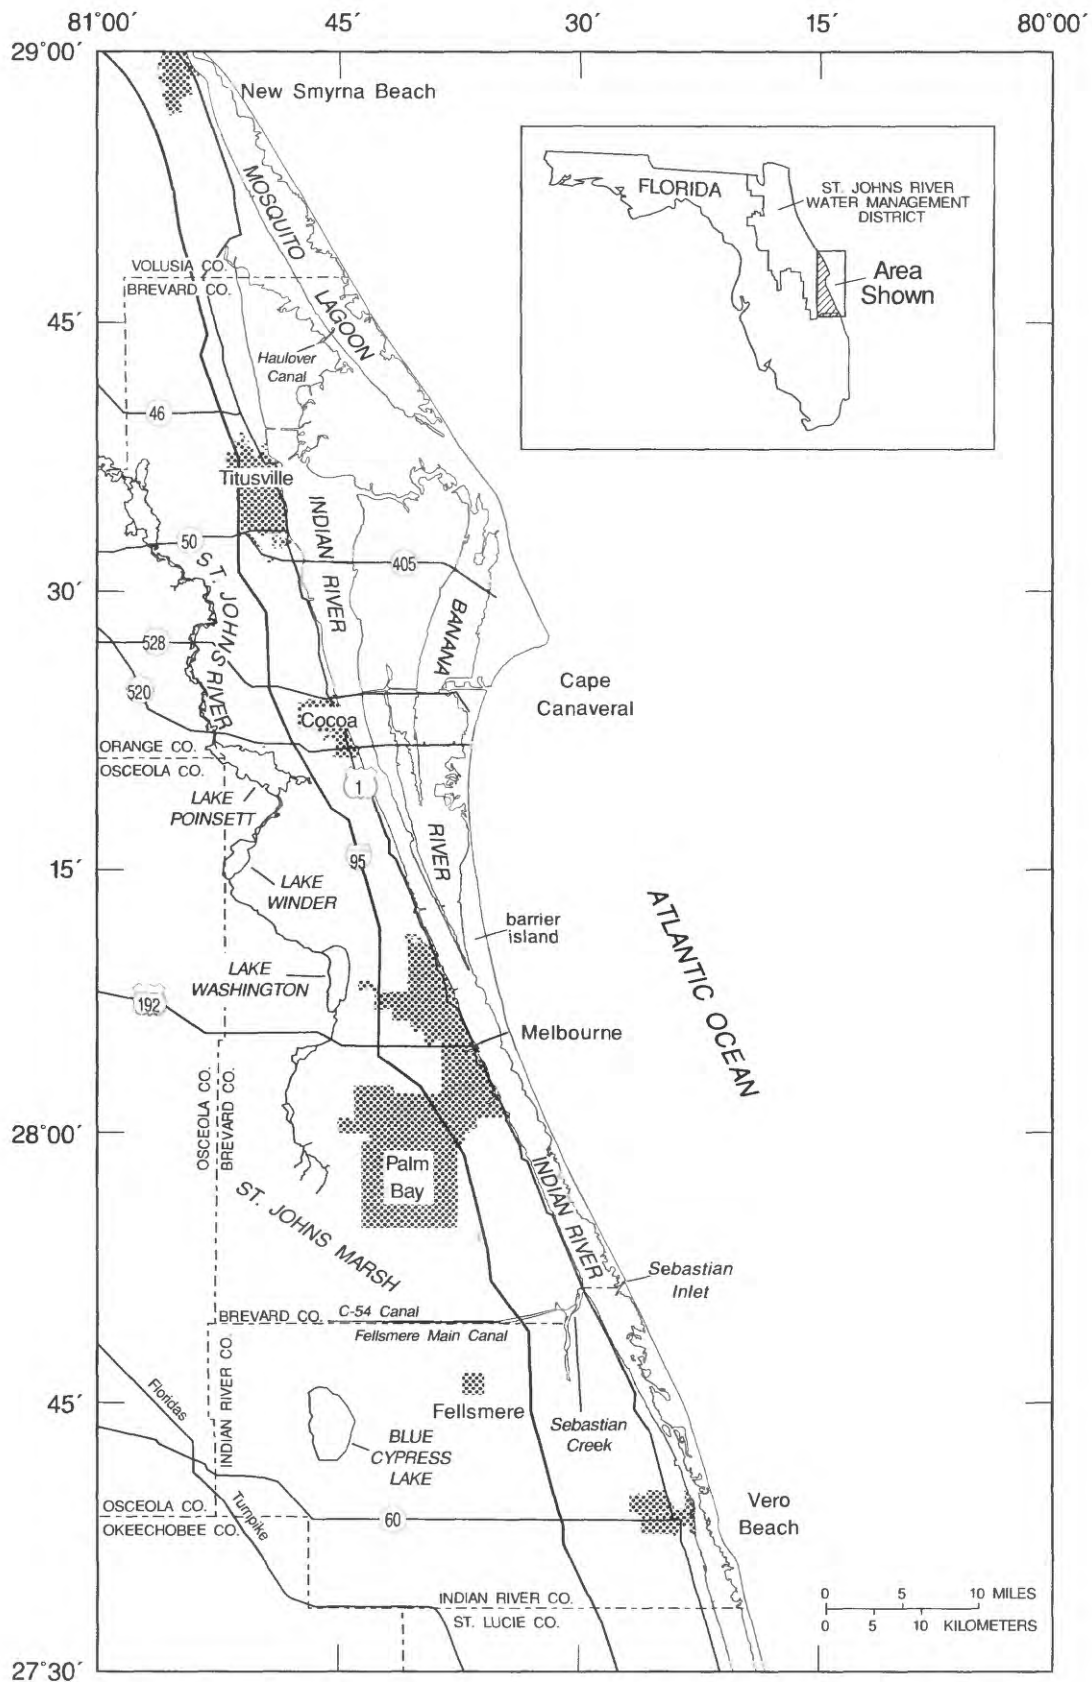 81°00'
45'
30'
15'
80°00'
29°00'
New Smyrna Beach
MOSQUITO
LAGOON
FLORIDA
ST. JOHNS RIVER
WATER MANAGEMENT
DISTRICT
Area
Shown
VOLUSIA CO.
BREVARD CO.
45'
Haulover
Canal
46
Titusville
INDIAN RIVER
50
405
ST. JOHNS RIVER
30'
BANANA
528
520
Cape
Canaveral
Cocoa
ORANGE CO.
OSCEOLA CO.
1
LAKE
POINSETT
RIVER
95
15'
LAKE
WINDER
ATLANTIC OCEAN
barrier
island
LAKE
WASHINGTON
192
Melbourne
OSCEOLA CO.
BREVARD CO.
28°00'
Palm
Bay
INDIAN RIVER
ST. JOHNS MARSH
Sebastian
Inlet
BREVARD CO.
C-54 Canal
Fellsmere Main Canal
INDIAN RIVER CO.
Floridas
45'
Fellsmere
Sebastian
Creek
BLUE
CYPRESS
LAKE
Turnpike
OSCEOLA CO.
OKEECHOBEE CO.
60
Vero
Beach
INDIAN RIVER CO.
ST. LUCIE CO.
0 5 10 MILES
0 5 10 KILOMETERS
27°30'